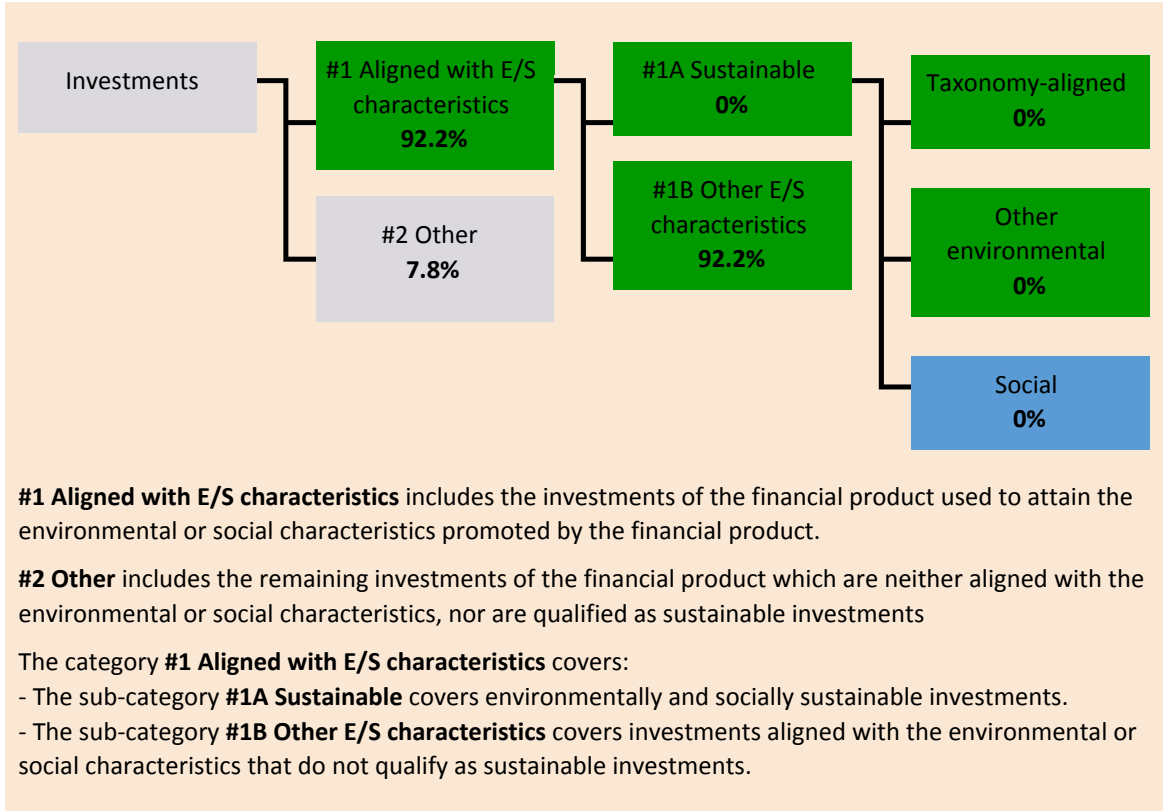 Investments
#1 Aligned with E/S
characteristics
92.2%
#2 Other
7.8%
#1A Sustainable
0%
#1B Other E/S
characteristics
92.2%
Taxonomy-aligned
0%
Other
environmental
0%
Social
0%
#1 Aligned with E/S characteristics includes the investments of the financial product used to attain the
environmental or social characteristics promoted by the financial product.
#2 Other includes the remaining investments of the financial product which are neither aligned with the
environmental or social characteristics, nor are qualified as sustainable investments
The category #1 Aligned with E/S characteristics covers:
- The sub-category #1A Sustainable covers environmentally and socially sustainable investments.
- The sub-category #1B Other E/S characteristics covers investments aligned with the environmental or
social characteristics that do not qualify as sustainable investments.